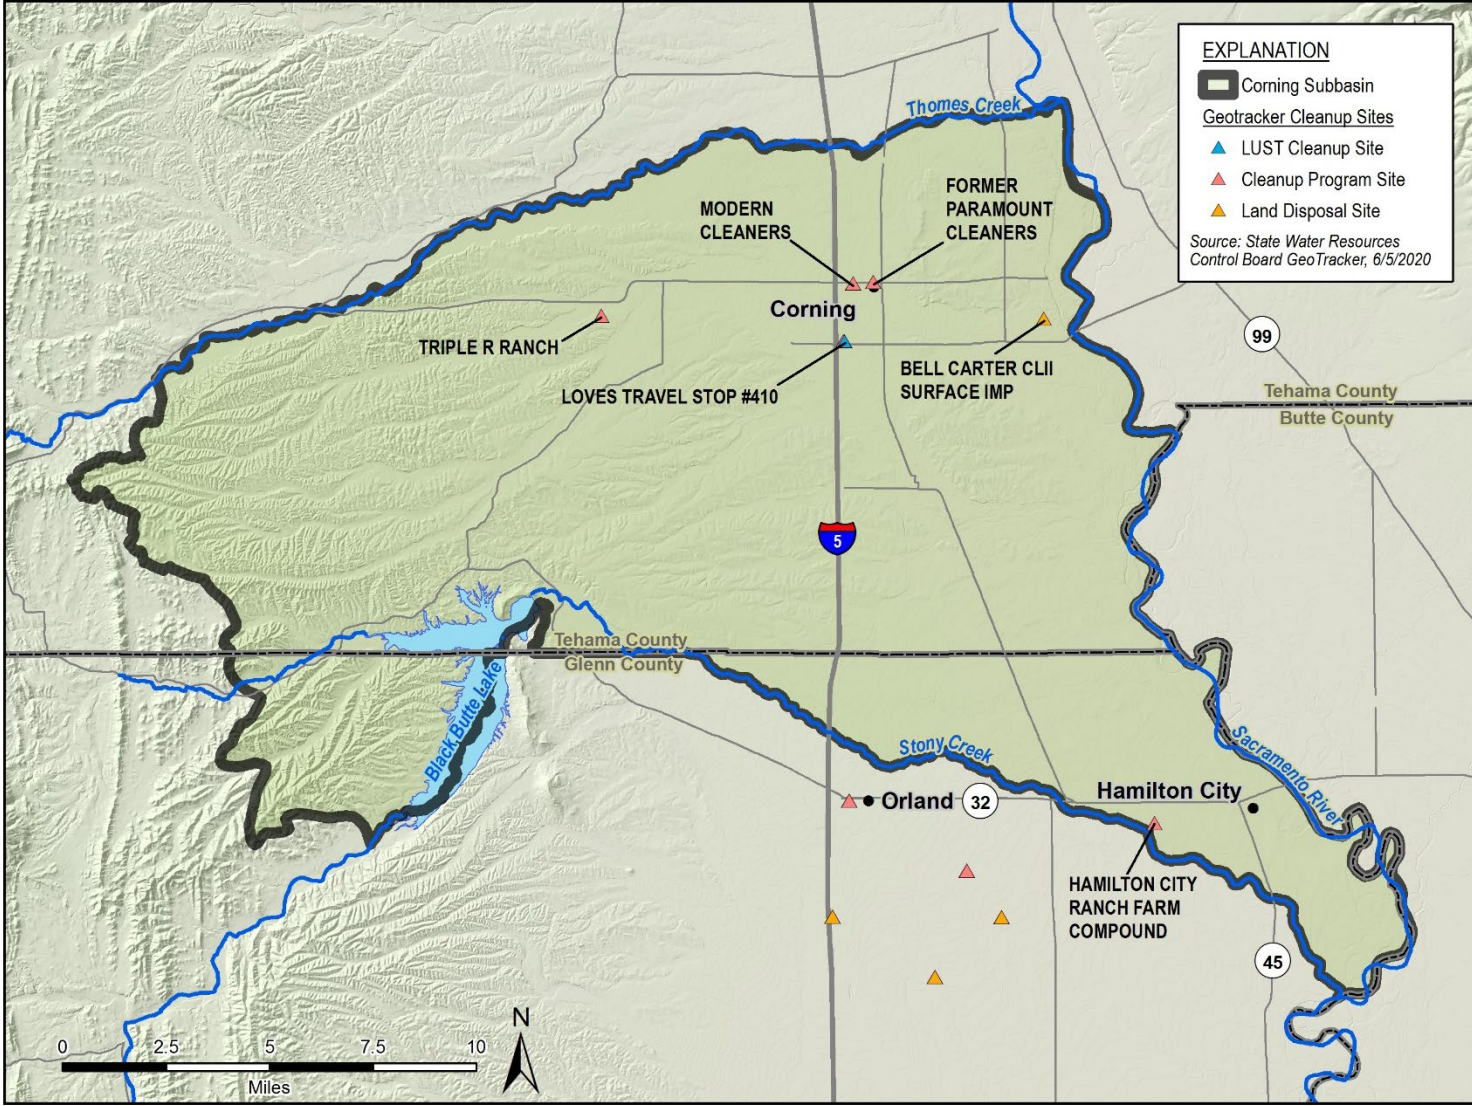 EXPLANATION
Corning Subbasin
Geotracker Cleanup Sites
LUST Cleanup Site
Cleanup Program Site
Land Disposal Site
Source: State Water Resources
Control Board GeoTracker, 6/5/2020
Thomes Creek
MODERN
CLEANERS
FORMER
PARAMOUNT
CLEANERS
Corning
TRIPLE R RANCH
LOVES TRAVEL STOP #410
BELL CARTER CLII
SURFACE IMP
99
Tehama County
Butte County
5
Tehama County
Glenn County
Black Butte Lake
Stony Creek
Sacramento River
Orland
32
Hamilton City
HAMILTON CITY
RANCH FARM
COMPOUND
45
N
0 2.5 5 7.5 10
Miles